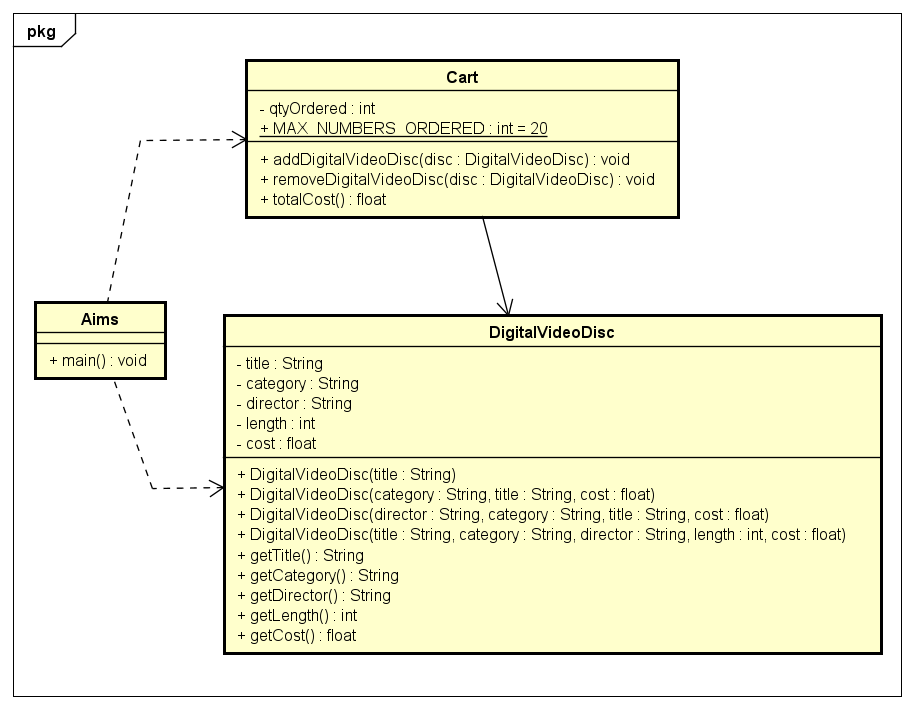 pkg
Cart
- qtyOrdered : int
+ MAX_NUMBERS_ORDERED : int = 20
+ addDigitalVideoDisc(disc : DigitalVideoDisc) : void
+ removeDigitalVideoDisc(disc : DigitalVideoDisc) : void
+ totalCost() : float
Aims
+ main() : void
DigitalVideoDisc
- title : String
- category : String
- director : String
- length : int
- cost : float
+ DigitalVideoDisc(title : String)
+ DigitalVideoDisc(category : String, title : String, cost : float)
+ DigitalVideoDisc(director : String, category : String, title : String, cost : float)
+ DigitalVideoDisc(title : String, category : String, director : String, length : int, cost : float)
+ getTitle() : String
+ getCategory() : String
+ getDirector() : String
+ getLength() : int
+ getCost() : float